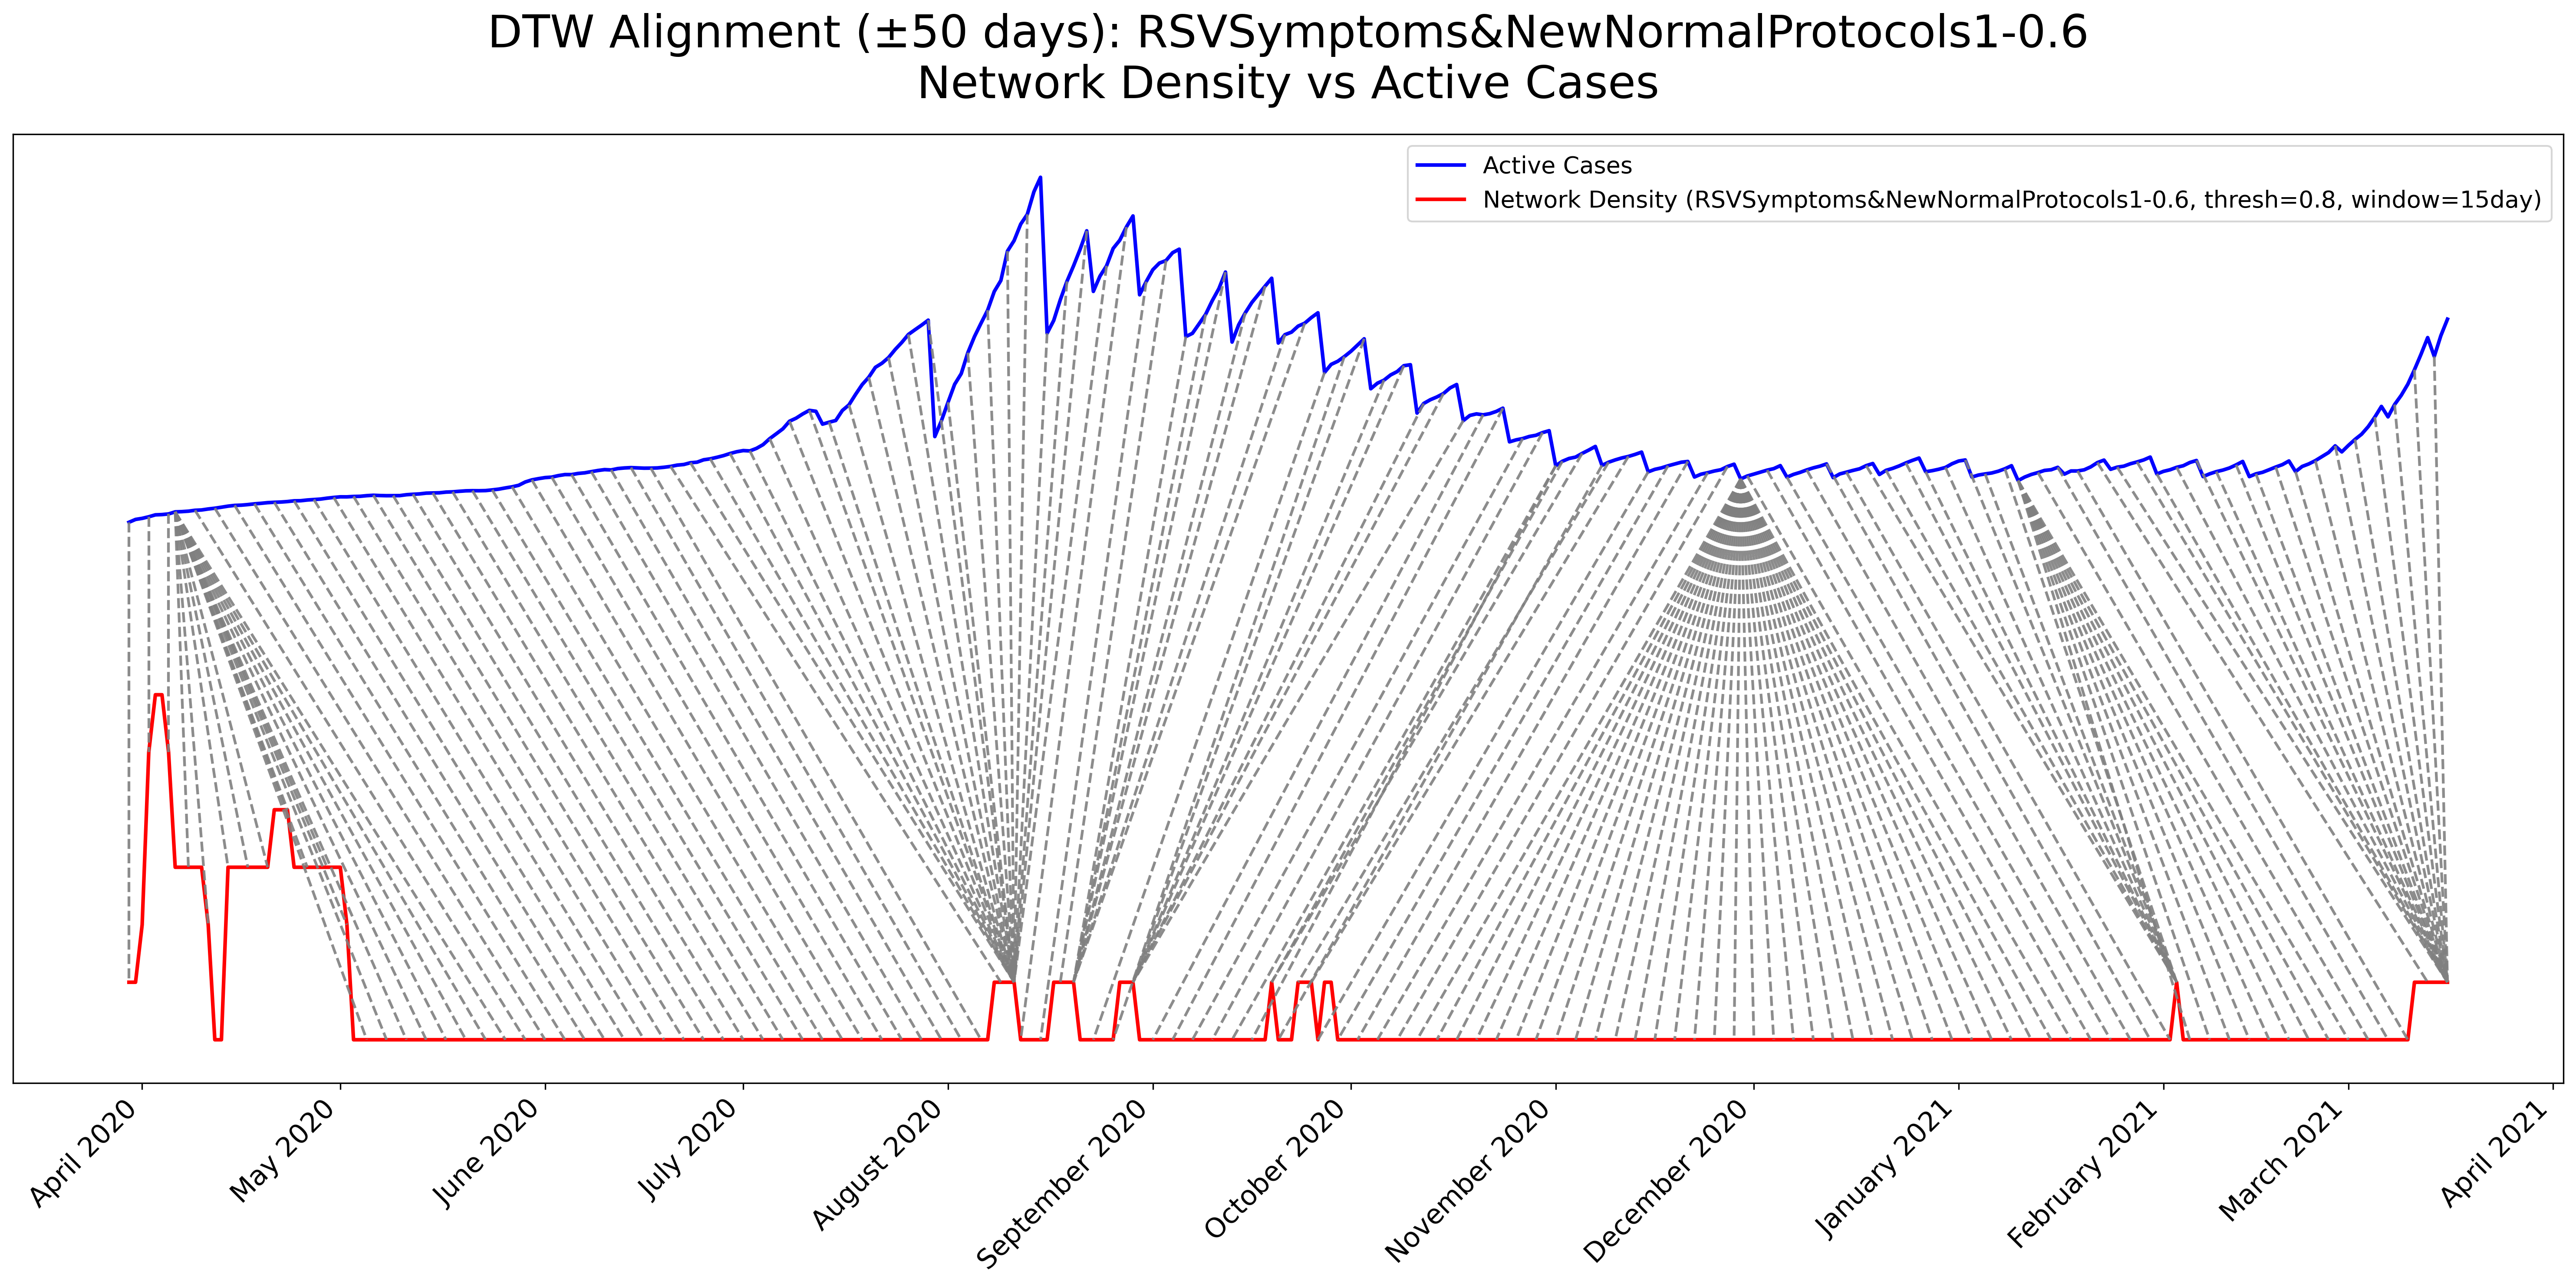 DTW Alignment (±50 days): RSVSymptoms&NewNormalProtocols1-0.6
Network Density vs Active Cases
Active Cases
Network Density (RSVSymptoms&NewNormalProtocols1-0.6, thresh=0.8, window=15day)
April 2020
May 2020
June 2020
July 2020
August 2020
September 2020
October 2020
November 2020
December 2020
January 2021
February 2021
March 2021
April 2021